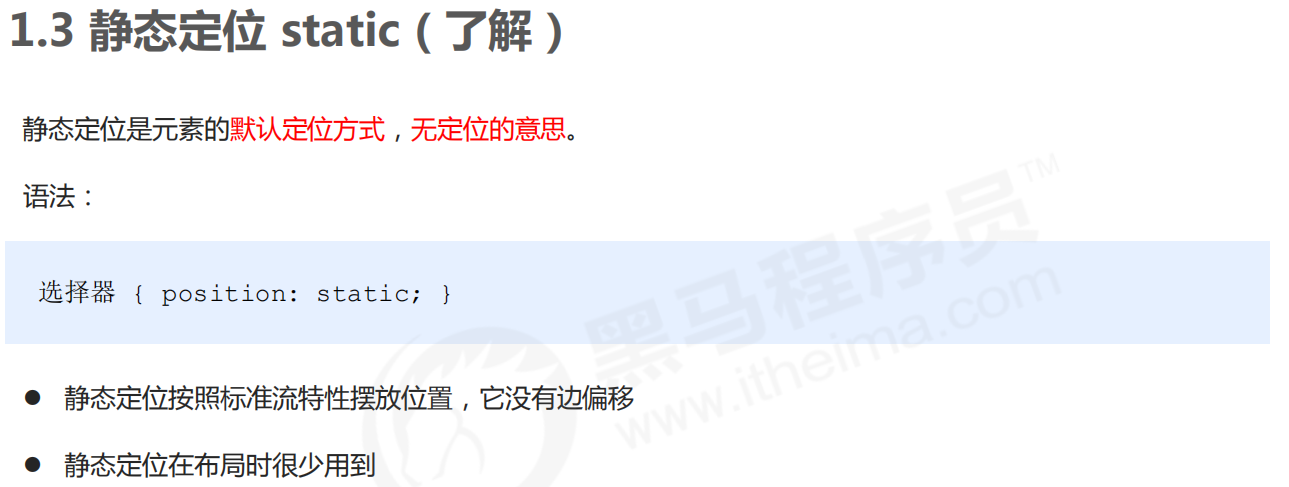 1.3 静态定位 static（了解）
静态定位是元素的默认定位方式，无定位的意思。
语法：
选择器 { position: static; }
黑马程序员™
www.itheima.com
● 静态定位按照标准流特性摆放位置，它没有边偏移
● 静态定位在布局时很少用到